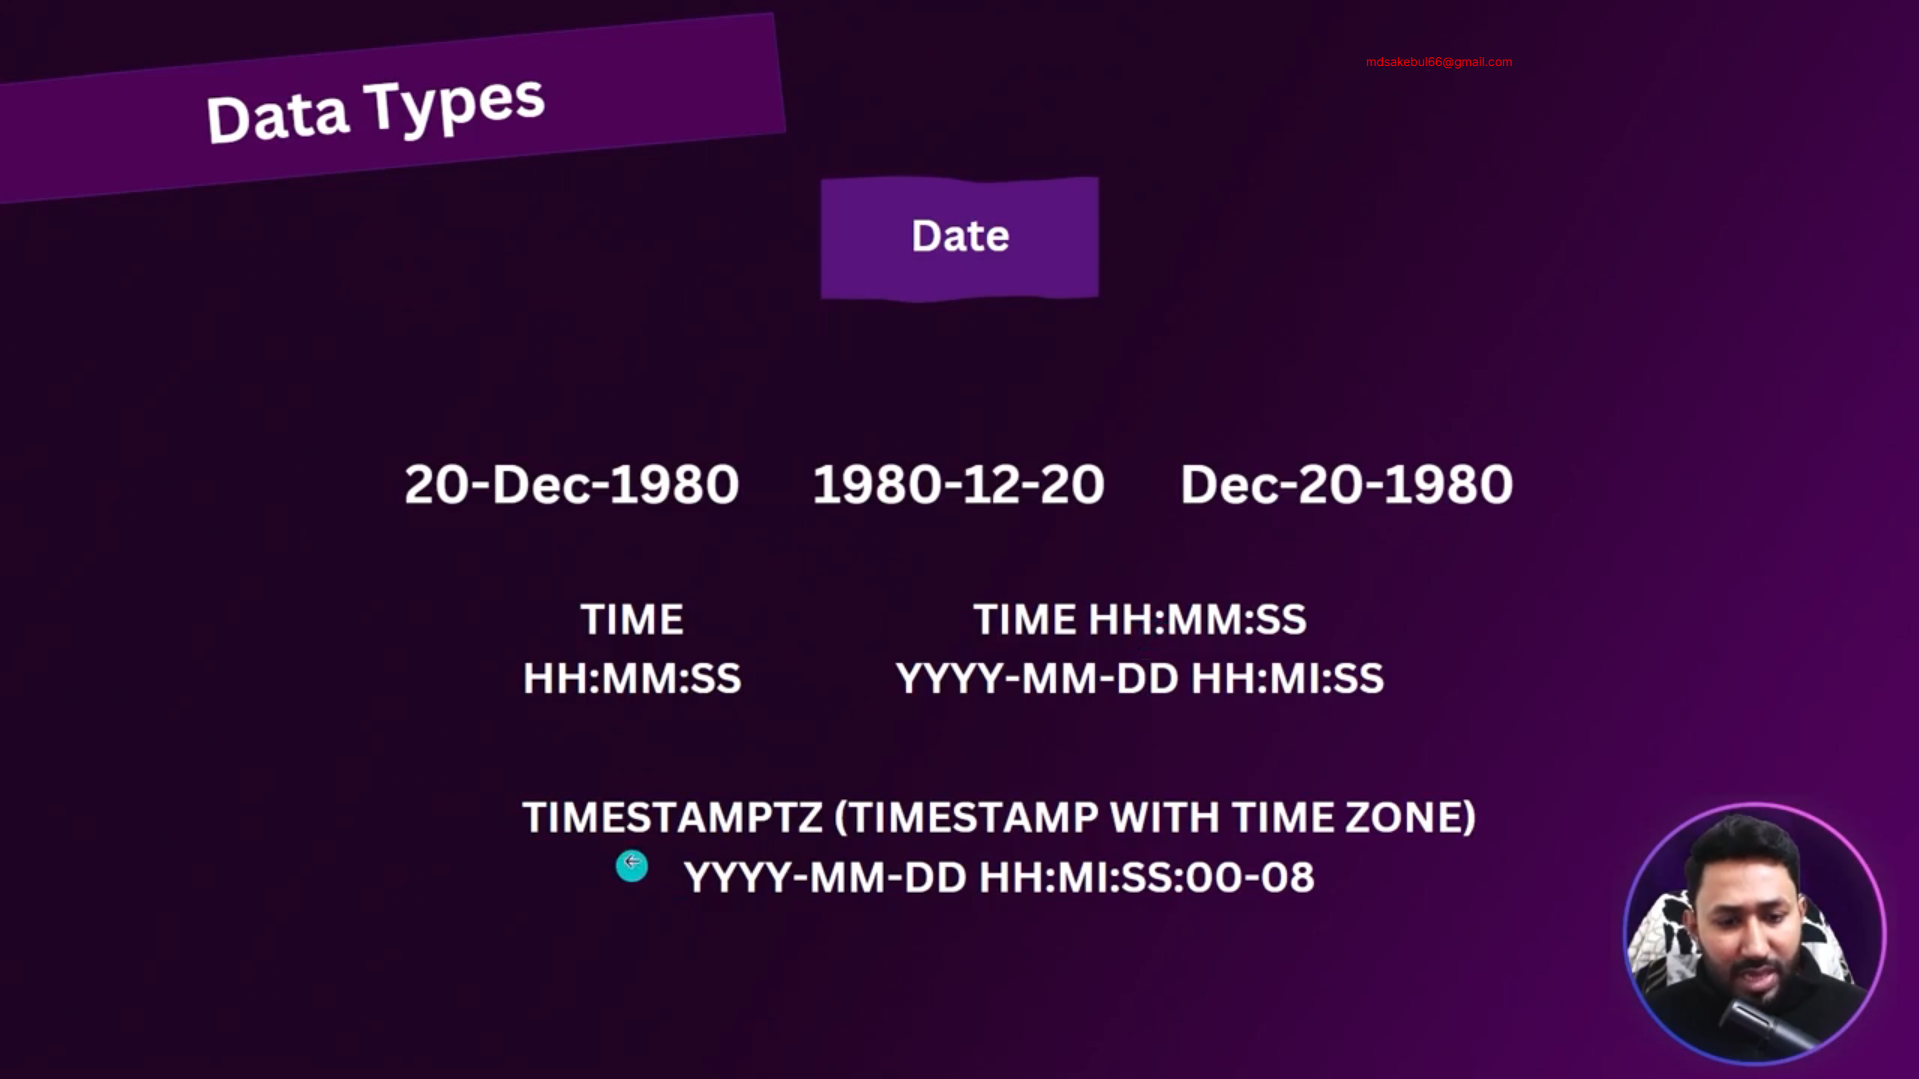 mdsakebul66@gmail.com
Data Types
Date
20-Dec-1980 1980-12-20 Dec-20-1980
TIME
HH:MM:SS
TIME HH:MM:SS
YYYY-MM-DD HH:MI:SS
TIMESTAMPTZ (TIMESTAMP WITH TIME ZONE)
YYYY-MM-DD HH:MI:SS:00-08